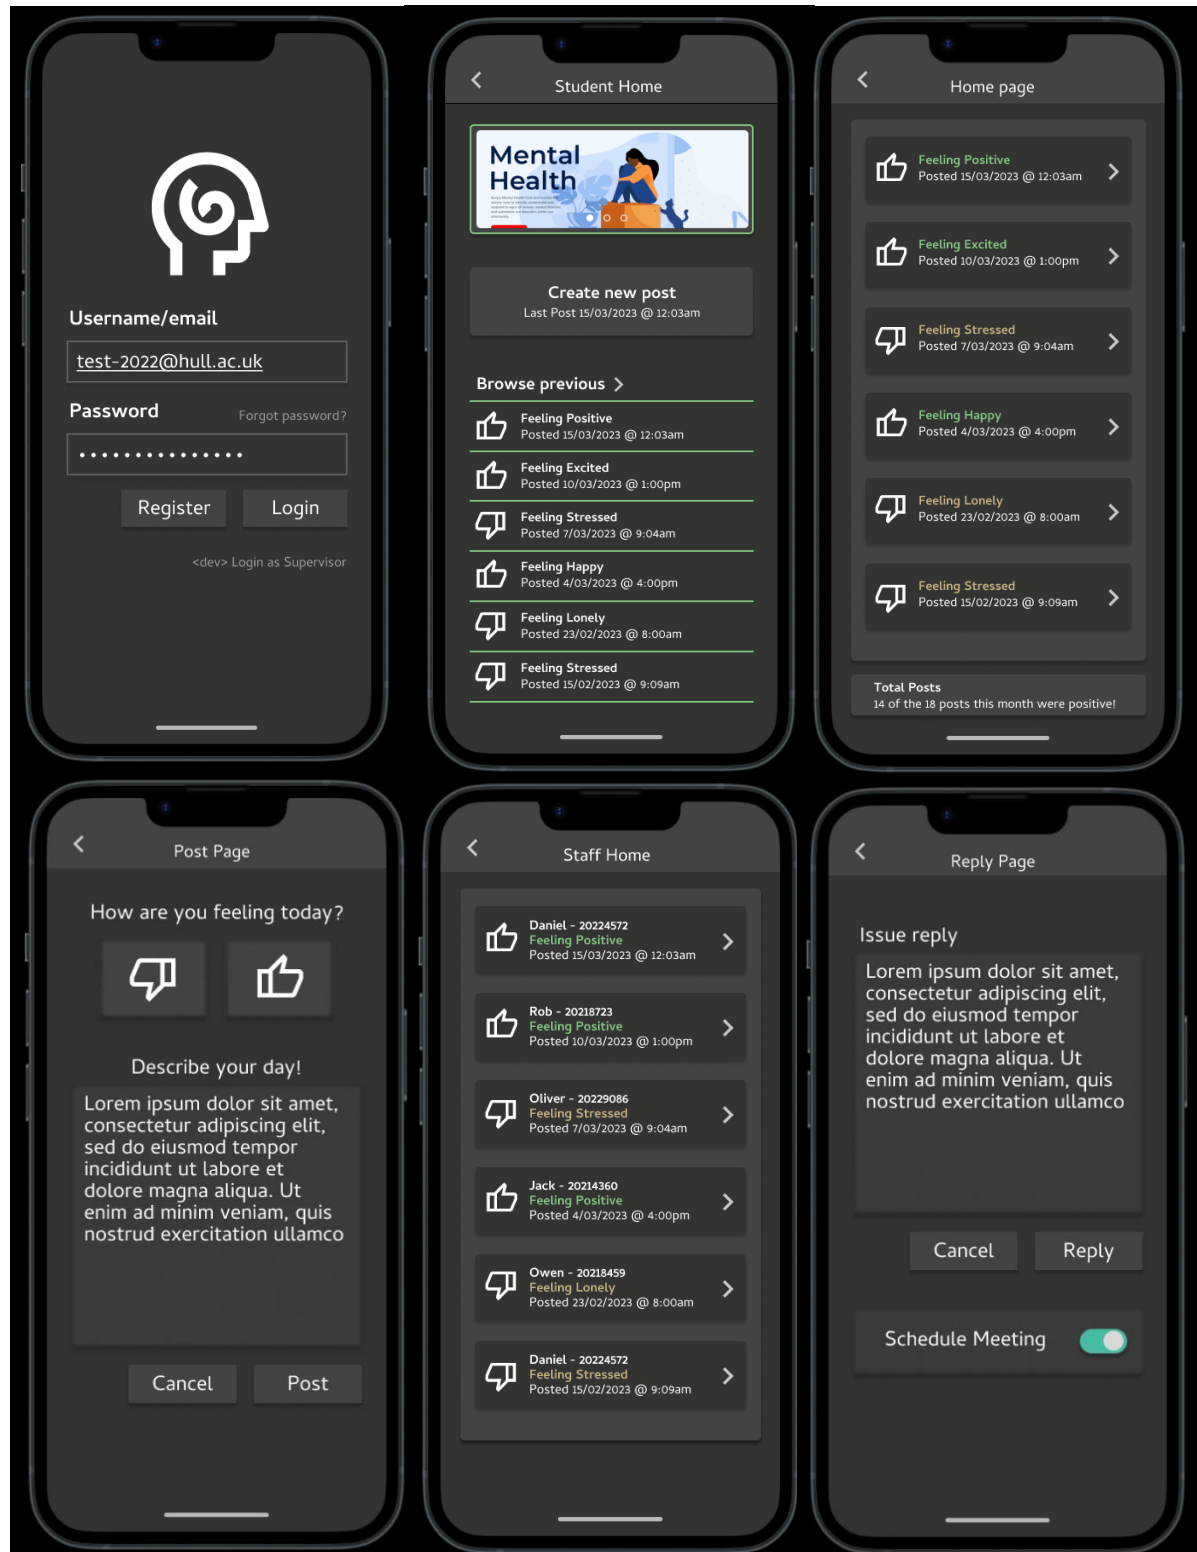 Username/email
test-2022@hull.ac.uk
Password
Forgot password?
Register
Login
<dev> Login as Supervisor
Student Home
Mental
Health
Create new post
Last Post 15/03/2023 @ 12:03am
Browse previous
Feeling Positive
Posted 15/03/2023 @ 12:03am
Feeling Excited
Posted 10/03/2023 @ 1:00pm
Feeling Stressed
Posted 7/03/2023 @ 9:04am
Feeling Happy
Posted 4/03/2023 @ 4:00pm
Feeling Lonely
Posted 23/02/2023 @ 8:00am
Feeling Stressed
Posted 15/02/2023 @ 9:09am
Home page
Feeling Positive
Posted 15/03/2023 @ 12:03am
Feeling Excited
Posted 10/03/2023 @ 1:00pm
Feeling Stressed
Posted 7/03/2023 @ 9:04am
Feeling Happy
Posted 4/03/2023 @ 4:00pm
Feeling Lonely
Posted 23/02/2023 @ 8:00am
Feeling Stressed
Posted 15/02/2023 @ 9:09am
Total Posts
14 of the 18 posts this month were positive!
Post Page
How are you feeling today?
Describe your day!
Lorem ipsum dolor sit amet,
consectetur adipiscing elit,
sed do eiusmod tempor
incididunt ut labore et
dolore magna aliqua. Ut
enim ad minim veniam, quis
nostrud exercitation ullamco
Cancel
Post
Staff Home
Daniel - 20224572
Feeling Positive
Posted 15/03/2023 @ 12:03am
Rob - 20218723
Feeling Positive
Posted 10/03/2023 @ 1:00pm
Oliver - 20229086
Feeling Stressed
Posted 7/03/2023 @ 9:04am
Jack - 20214360
Feeling Positive
Posted 4/03/2023 @ 4:00pm
Owen - 20218459
Feeling Lonely
Posted 23/02/2023 @ 8:00am
Daniel - 20224572
Feeling Stressed
Posted 15/02/2023 @ 9:09am
Reply Page
Issue reply
Lorem ipsum dolor sit amet,
consectetur adipiscing elit,
sed do eiusmod tempor
incididunt ut labore et
dolore magna aliqua. Ut
enim ad minim veniam, quis
nostrud exercitation ullamco
Cancel
Reply
Schedule Meeting